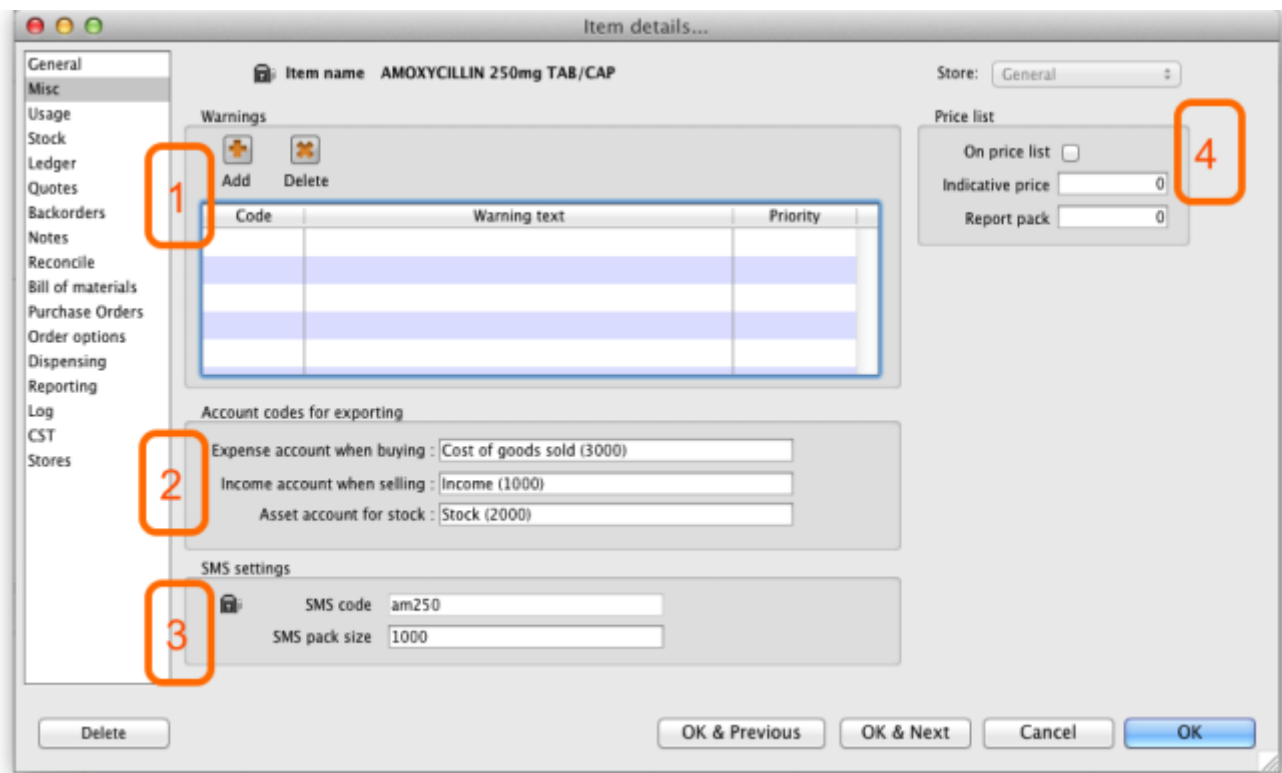 Item details...
General
Misc
Usage
Stock
Ledger
Quotes
Backorders
Notes
Reconcile
Bill of materials
Purchase Orders
Order options
Dispensing
Reporting
Log
CST
Stores
Item name AMOXYCILLIN 250mg TAB/CAP
Store: General
Warnings
Add Delete
1
Code Warning text Priority
Price list
On price list
Indicative price 0
Report pack 0
4
Account codes for exporting
Expense account when buying : Cost of goods sold (3000)
Income account when selling : Income (1000)
Asset account for stock : Stock (2000)
2
SMS settings
SMS code am250
SMS pack size 1000
3
Delete OK & Previous OK & Next Cancel OK